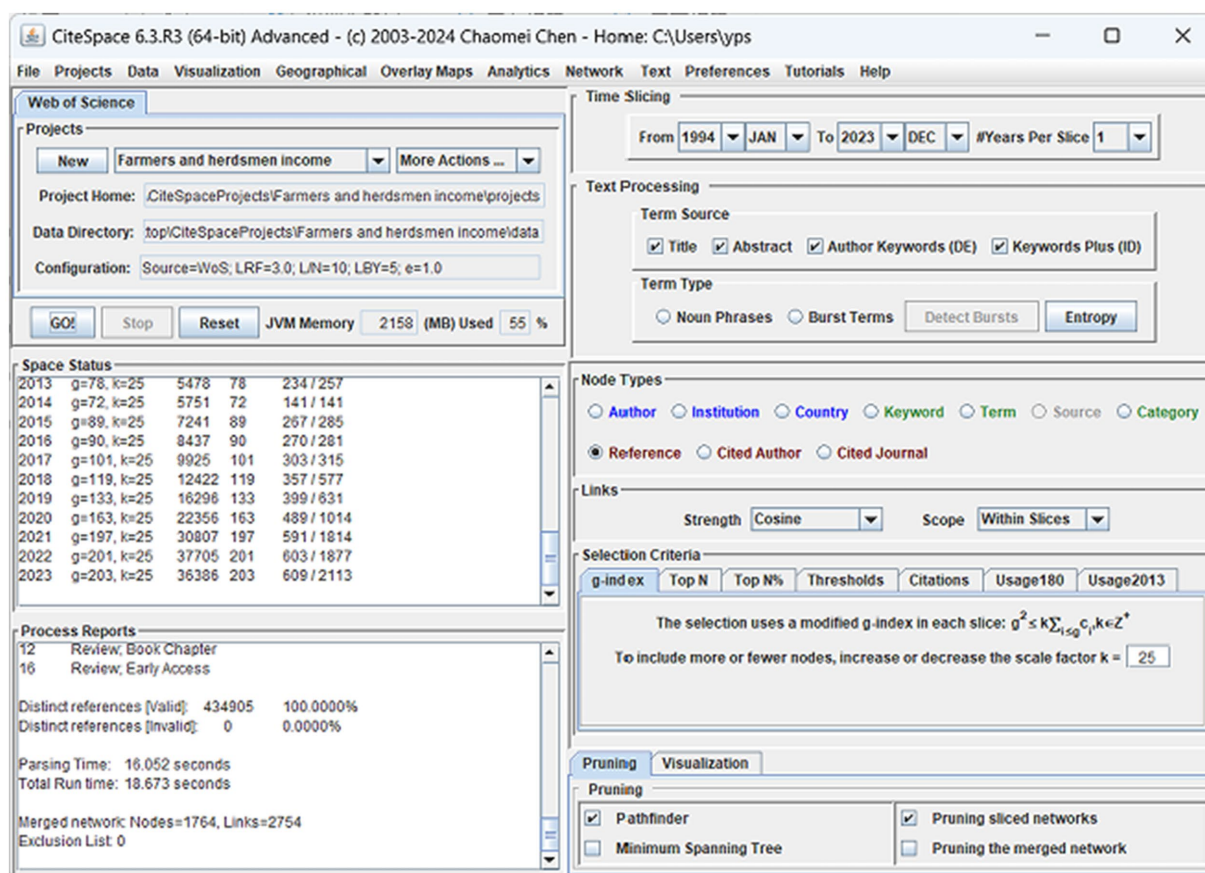 CiteSpace 6.3.R3 (64-bit) Advanced - (c) 2003-2024 Chaomei Chen - Home: C:\Users\yps
File Projects Data Visualization Geographical Overlay Maps Analytics Network Text Preferences Tutorials Help
Web of Science
Projects
New Farmers and herdsmen income More Actions ...
Project Home: .CiteSpaceProjects\Farmers and herdsmen income\projects
Data Directory: top\CiteSpaceProjects\Farmers and herdsmen income\data
Configuration: Source=WoS; LRF=3.0; L/N=10; LBY=5; e=1.0
GO! Stop Reset JVM Memory 2158 (MB) Used 55 %
Space Status
2013 g=78, k=25 5478 78 234 / 257
2014 g=72, k=25 5751 72 141 / 141
2015 g=89, k=25 7241 89 267 / 285
2016 g=90, k=25 8437 90 270 / 281
2017 g=101, k=25 9925 101 303 / 315
2018 g=119, k=25 12422 119 357 / 577
2019 g=133, k=25 16296 133 399 / 631
2020 g=163, k=25 22356 163 489 / 1014
2021 g=197, k=25 30807 197 591 / 1814
2022 g=201, k=25 37705 201 603 / 1877
2023 g=203, k=25 36386 203 609 / 2113
Process Reports
12 Review; Book Chapter
16 Review; Early Access
Distinct references [Valid]: 434905 100.0000%
Distinct references [Invalid]: 0 0.0000%
Parsing Time: 16.052 seconds
Total Run time: 18.673 seconds
Merged network: Nodes=1764, Links=2754
Exclusion List: 0
Time Slicing
From 1994 JAN To 2023 DEC #Years Per Slice 1
Text Processing
Term Source
Title Abstract Author Keywords (DE) Keywords Plus (ID)
Term Type
Noun Phrases Burst Terms Detect Bursts Entropy
Node Types
Author Institution Country Keyword Term Source Category
Reference Cited Author Cited Journal
Links
Strength Cosine Scope Within Slices
Selection Criteria
g-index Top N Top N% Thresholds Citations Usage180 Usage2013
The selection uses a modified g-index in each slice: g² ≤ k∑i≤g ci, k∈Z⁺
To include more or fewer nodes, increase or decrease the scale factor k = 25
Pruning Visualization
Pruning
Pathfinder Pruning sliced networks
Minimum Spanning Tree Pruning the merged network